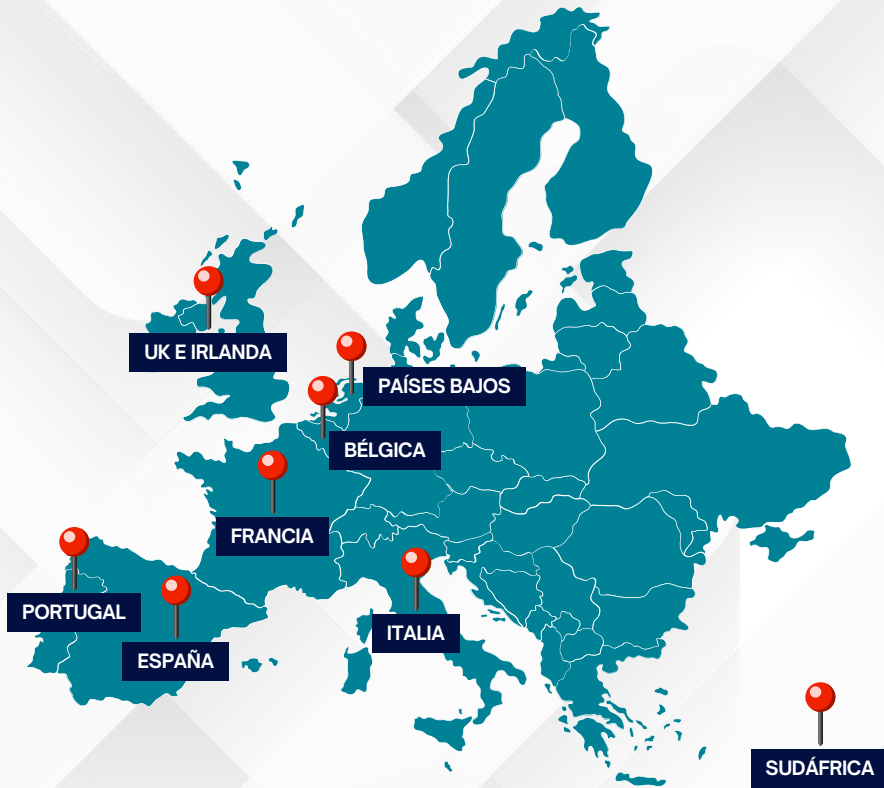 UK E IRLANDA
PAÍSES BAJOS
BÉLGICA
FRANCIA
PORTUGAL
ITALIA
ESPAÑA
SUDÁFRICA